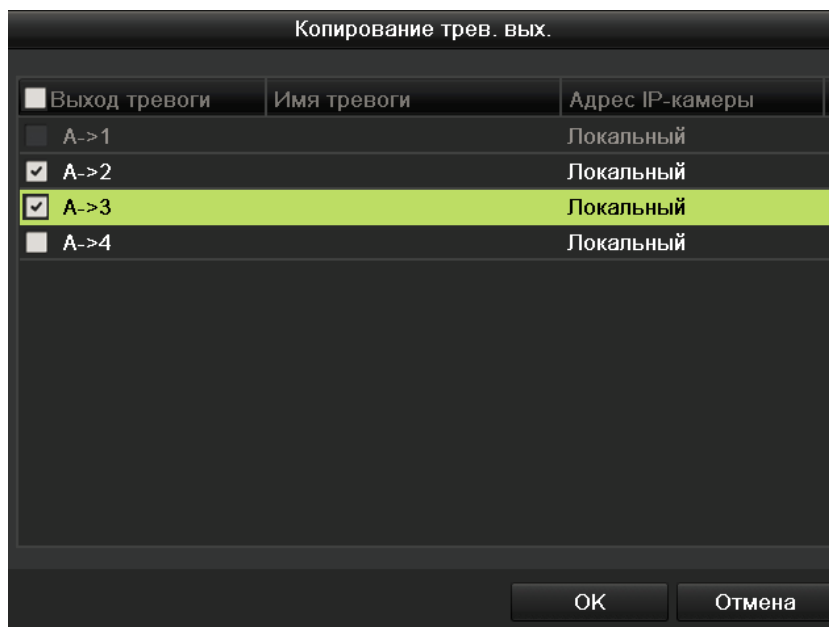 Копирование трев. вых.
Выход тревоги Имя тревоги Адрес IP-камеры
A->1 Локальный
A->2 Локальный
A->3 Локальный
A->4 Локальный
OK Отмена